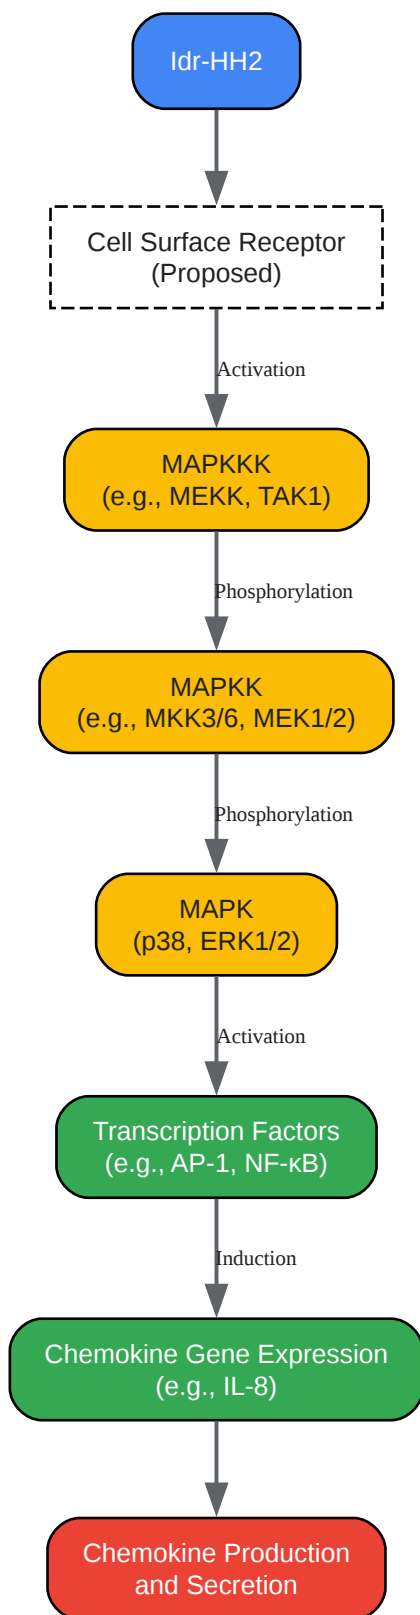 Idr-HH2
Cell Surface Receptor
(Proposed)
Activation
MAPKKK
(e.g., MEKK, TAK1)
Phosphorylation
MAPKK
(e.g., MKK3/6, MEK1/2)
Phosphorylation
MAPK
(p38, ERK1/2)
Activation
Transcription Factors
(e.g., AP-1, NF-κB)
Induction
Chemokine Gene Expression
(e.g., IL-8)
Chemokine Production
and Secretion